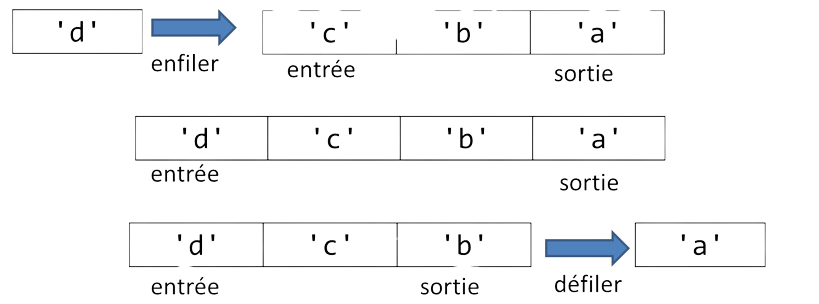 'd' 'c' 'b' 'a'
enfiler entrée sortie
'd' 'c' 'b' 'a'
entrée sortie
'd' 'c' 'b' 'a'
entrée sortie défiler